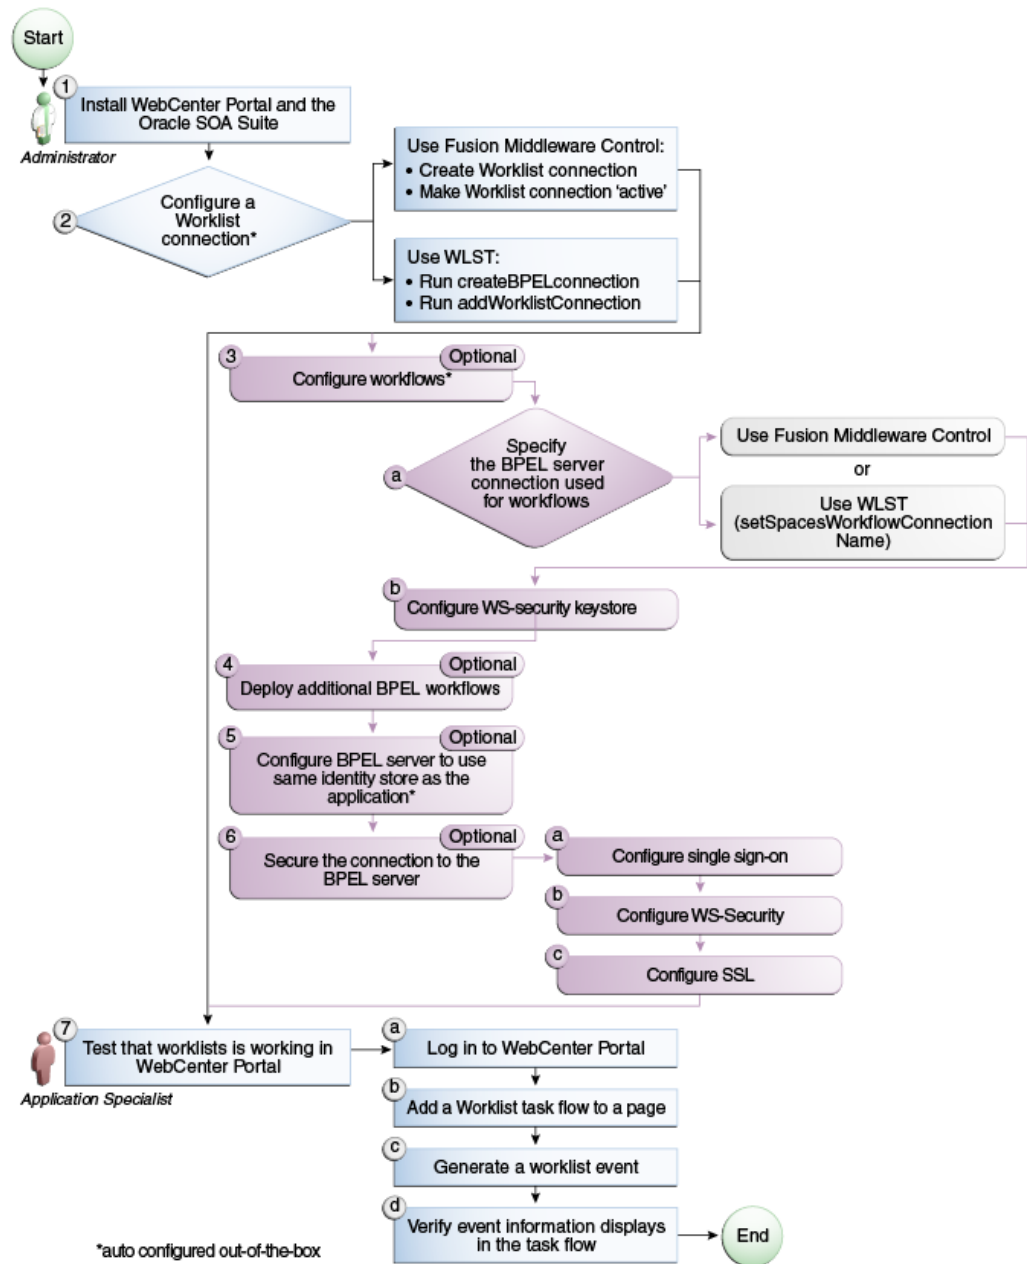 Start
1
Install WebCenter Portal and the
Oracle SOA Suite
Administrator
2
Configure a
Worklist
connection*
Use Fusion Middleware Control:
• Create Worklist connection
• Make Worklist connection ‘active’
Use WLST:
• Run createBPELconnection
• Run addWorklistConnection
3
Optional
Configure workflows*
a
Specify
the BPEL server
connection used
for workflows
Use Fusion Middleware Control
or
Use WLST
(setSpacesWorkflowConnection
Name)
b
Configure WS-security keystore
4
Optional
Deploy additional BPEL workflows
5
Optional
Configure BPEL server to use
same identity store as the
application*
6
Optional
Secure the connection to the
BPEL server
a
Configure single sign-on
b
Configure WS-Security
c
Configure SSL
7
Test that worklists is working in
WebCenter Portal
Application Specialist
a
Log in to WebCenter Portal
b
Add a Worklist task flow to a page
c
Generate a worklist event
d
Verify event information displays
in the task flow
End
*auto configured out-of-the-box